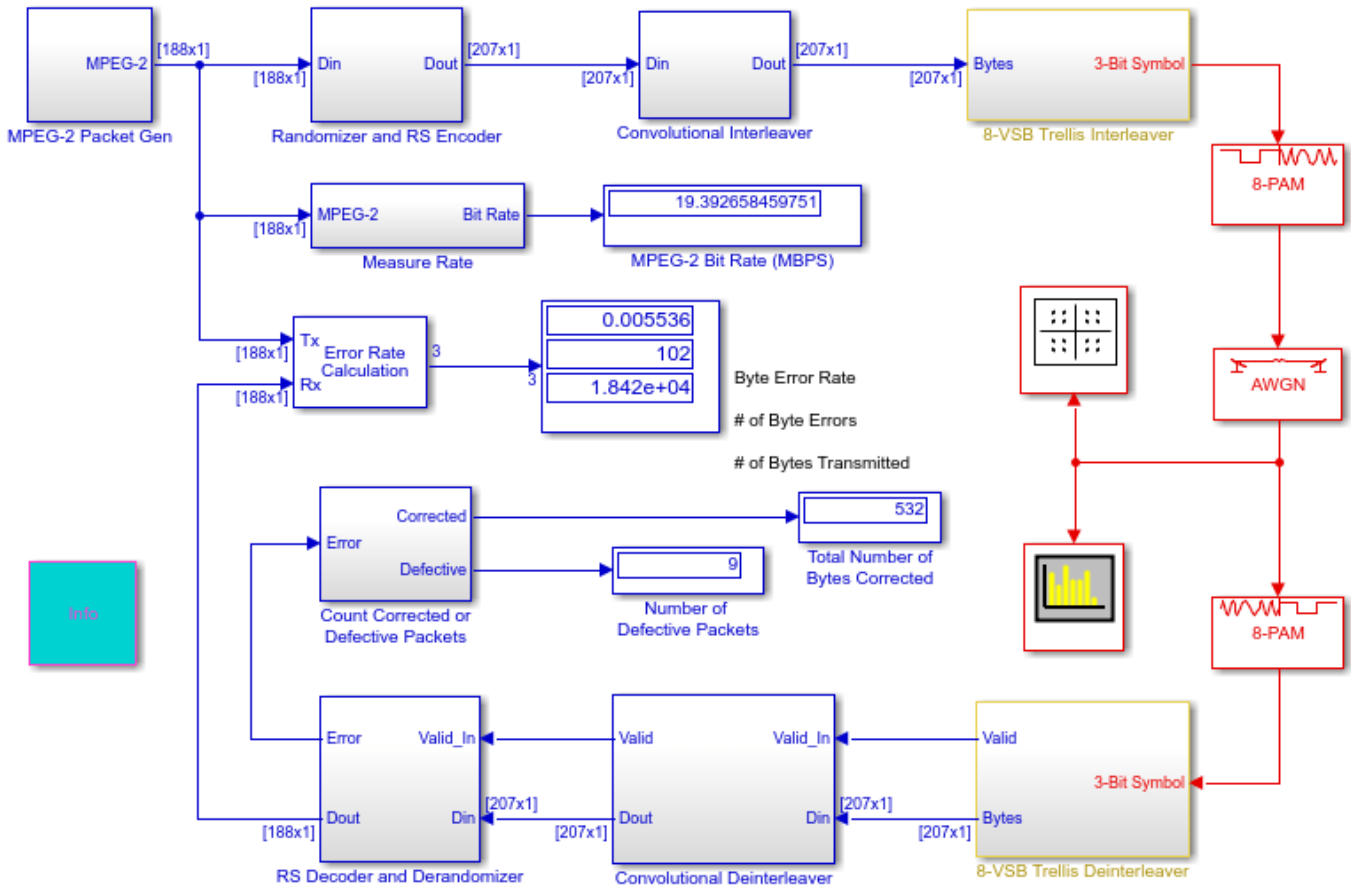 MPEG-2
[188x1]
MPEG-2 Packet Gen
[188x1]
Din
Dout
[207x1]
Randomizer and RS Encoder
[207x1]
Din
Dout
[207x1]
Convolutional Interleaver
[207x1]
Bytes
3-Bit Symbol
8-VSB Trellis Interleaver
8-PAM
[188x1]
MPEG-2
Bit Rate
Measure Rate
19.392658459751
MPEG-2 Bit Rate (MBPS)
[188x1]
Tx
Error Rate
Calculation
Rx
[188x1]
3
3
0.005536
102
1.842e+04
Byte Error Rate
# of Byte Errors
# of Bytes Transmitted
AWGN
Error
Corrected
Defective
Count Corrected or
Defective Packets
532
Total Number of
Bytes Corrected
9
Number of
Defective Packets
Info
8-PAM
Error
Valid_In
Dout
Din
[188x1]
[207x1]
RS Decoder and Derandomizer
Valid
Valid_In
Dout
Din
[207x1]
[207x1]
Convolutional Deinterleaver
Valid
3-Bit Symbol
Bytes
[207x1]
8-VSB Trellis Deinterleaver